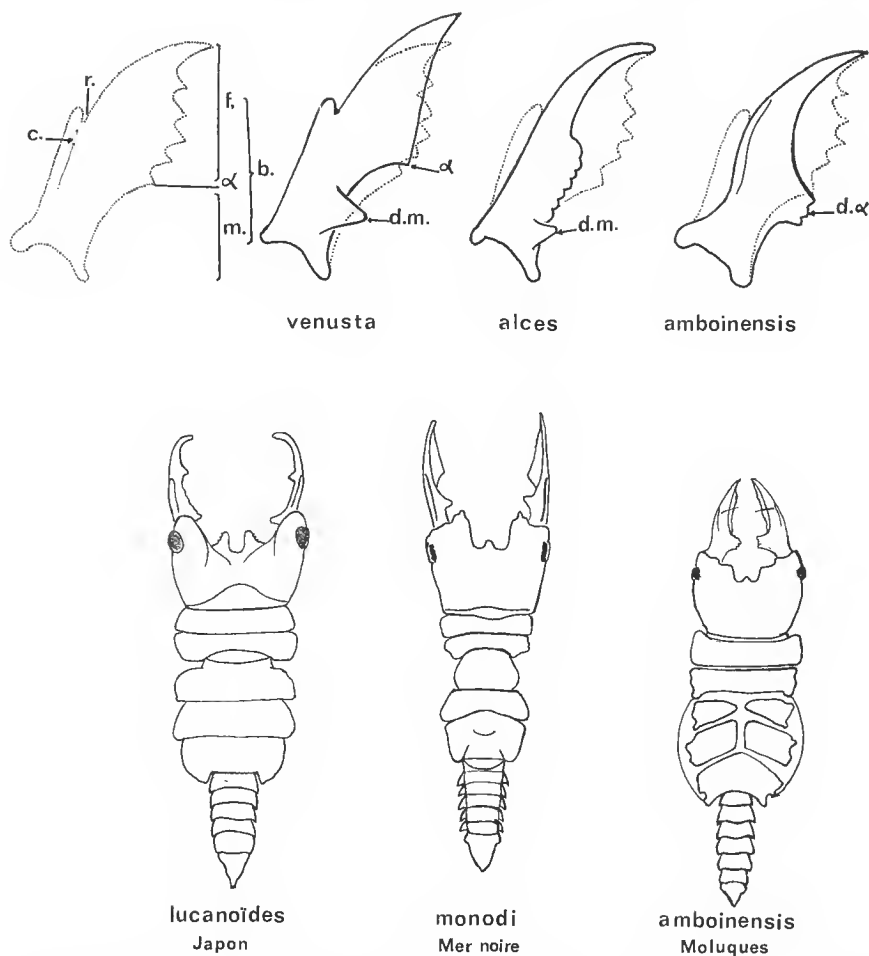 r.
f.
c.
b.
α
m.
α
d.m.
d.m.
d.α
venusta
alces
amboinensis
lucanoïdes
Japon
monodi
Mer noire
amboinensis
Moluques